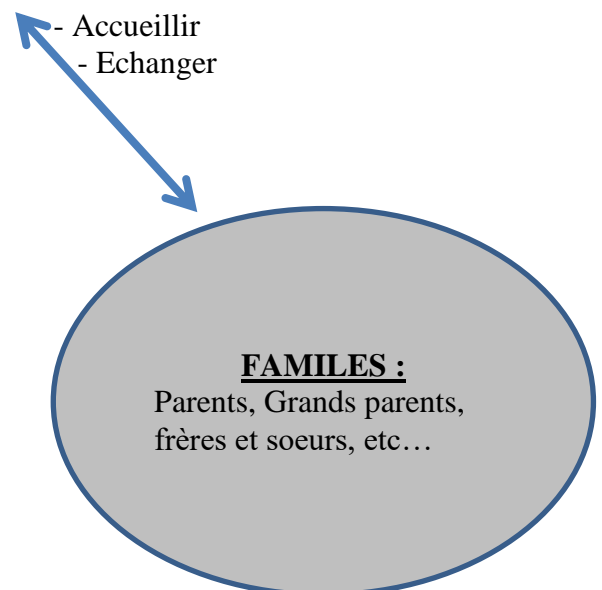 - Accueillir
- Echanger
FAMILES :
Parents, Grands parents,
frères et soeurs, etc…